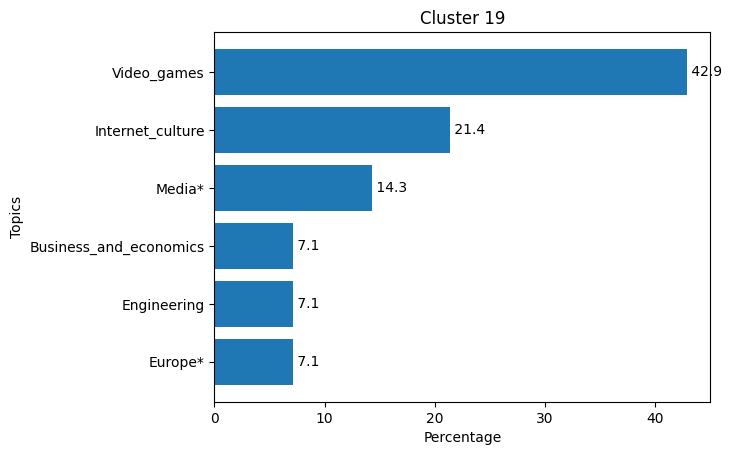 Cluster 19
Topics
Video_games 42.9
Internet_culture 21.4
Media* 14.3
Business_and_economics 7.1
Engineering 7.1
Europe* 7.1
0 10 20 30 40
Percentage